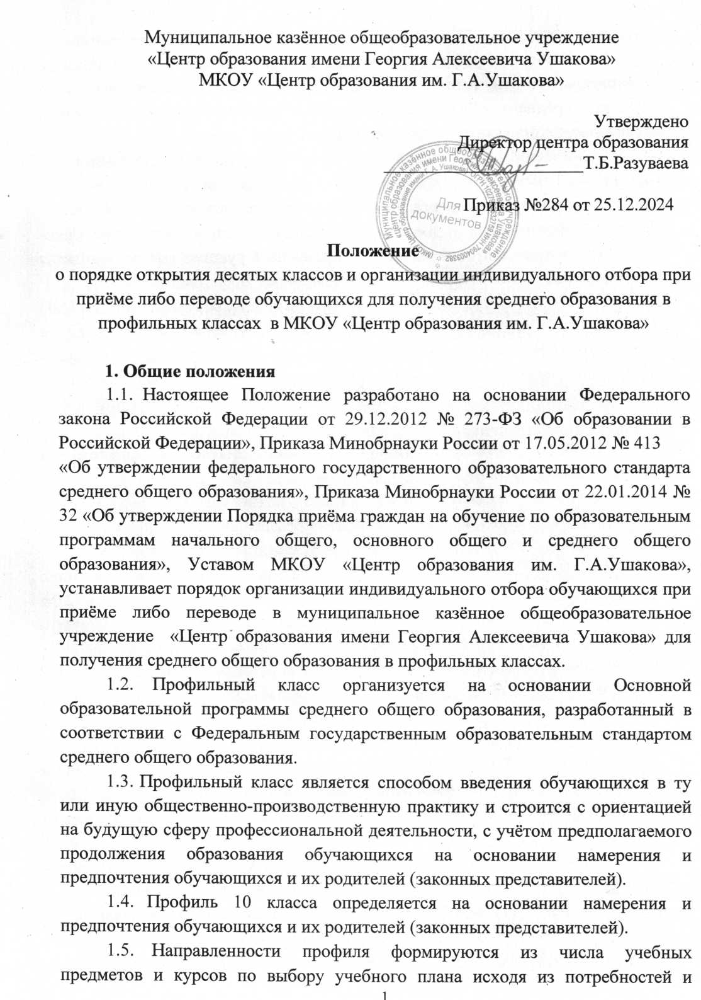 Муниципальное казённое общеобразовательное учреждение
«Центр образования имени Георгия Алексеевича Ушакова»
МКОУ «Центр образования им. Г.А.Ушакова»
Утверждено
Директор центра образования
Т.Б.Разуваева
Приказ №284 от 25.12.2024
Муниципальное казённое общеобразовательное учреждение
«Центр образования имени Георгия Алексеевича Ушакова»
Для
документов
Положение
о порядке открытия десятых классов и организации индивидуального отбора при
приёме либо переводе обучающихся для получения среднего образования в
профильных классах в МКОУ «Центр образования им. Г.А.Ушакова»
1. Общие положения
1.1. Настоящее Положение разработано на основании Федерального
закона Российской Федерации от 29.12.2012 № 273-ФЗ «Об образовании в
Российской Федерации», Приказа Минобрнауки России от 17.05.2012 № 413
«Об утверждении федерального государственного образовательного стандарта
среднего общего образования», Приказа Минобрнауки России от 22.01.2014 №
32 «Об утверждении Порядка приёма граждан на обучение по образовательным
программам начального общего, основного общего и среднего общего
образования», Уставом МКОУ «Центр образования им. Г.А.Ушакова»,
устанавливает порядок организации индивидуального отбора обучающихся при
приёме либо переводе в муниципальное казённое общеобразовательное
учреждение «Центр образования имени Георгия Алексеевича Ушакова» для
получения среднего общего образования в профильных классах.
1.2. Профильный класс организуется на основании Основной
образовательной программы среднего общего образования, разработанный в
соответствии с Федеральным государственным образовательным стандартом
среднего общего образования.
1.3. Профильный класс является способом введения обучающихся в ту
или иную общественно-производственную практику и строится с ориентацией
на будущую сферу профессиональной деятельности, с учётом предполагаемого
продолжения образования обучающихся на основании намерения и
предпочтения обучающихся и их родителей (законных представителей).
1.4. Профиль 10 класса определяется на основании намерения и
предпочтения обучающихся и их родителей (законных представителей).
1.5. Направленности профиля формируются из числа учебных
предметов и курсов по выбору учебного плана исходя из потребностей и
1